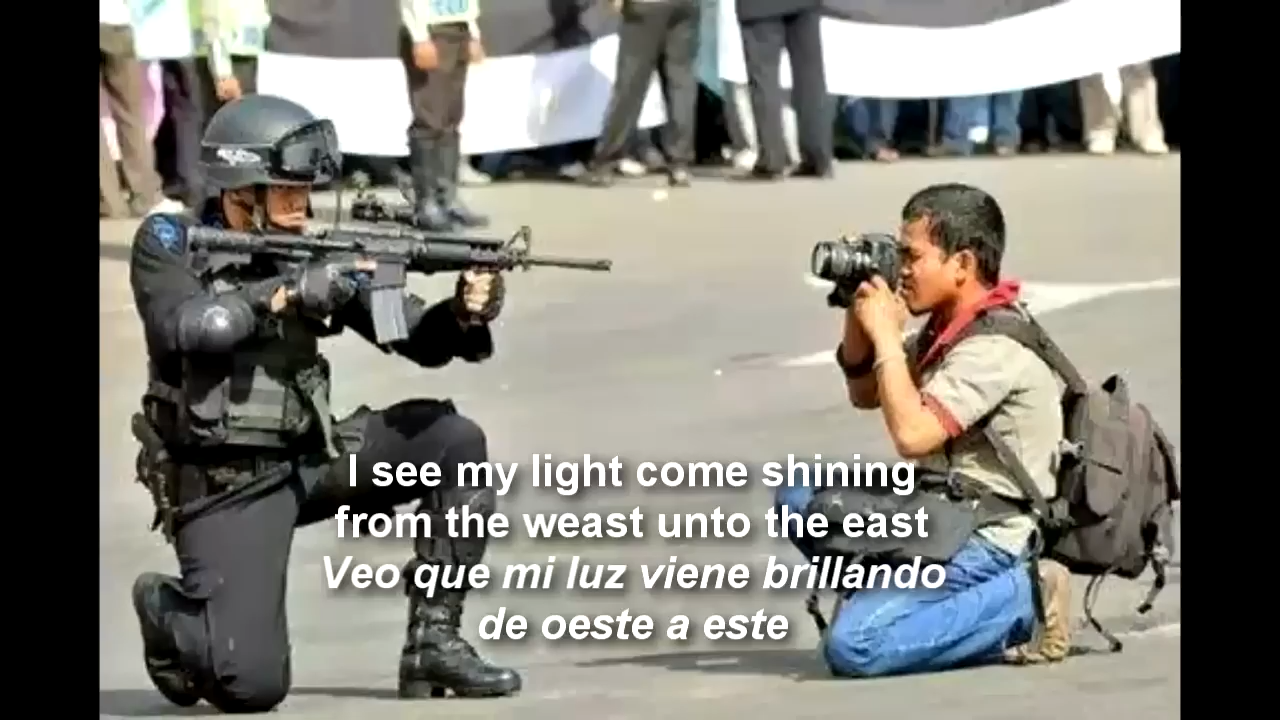 I see my light come shining
from the weast unto the east
Veo que mi luz viene brillando
de oeste a este